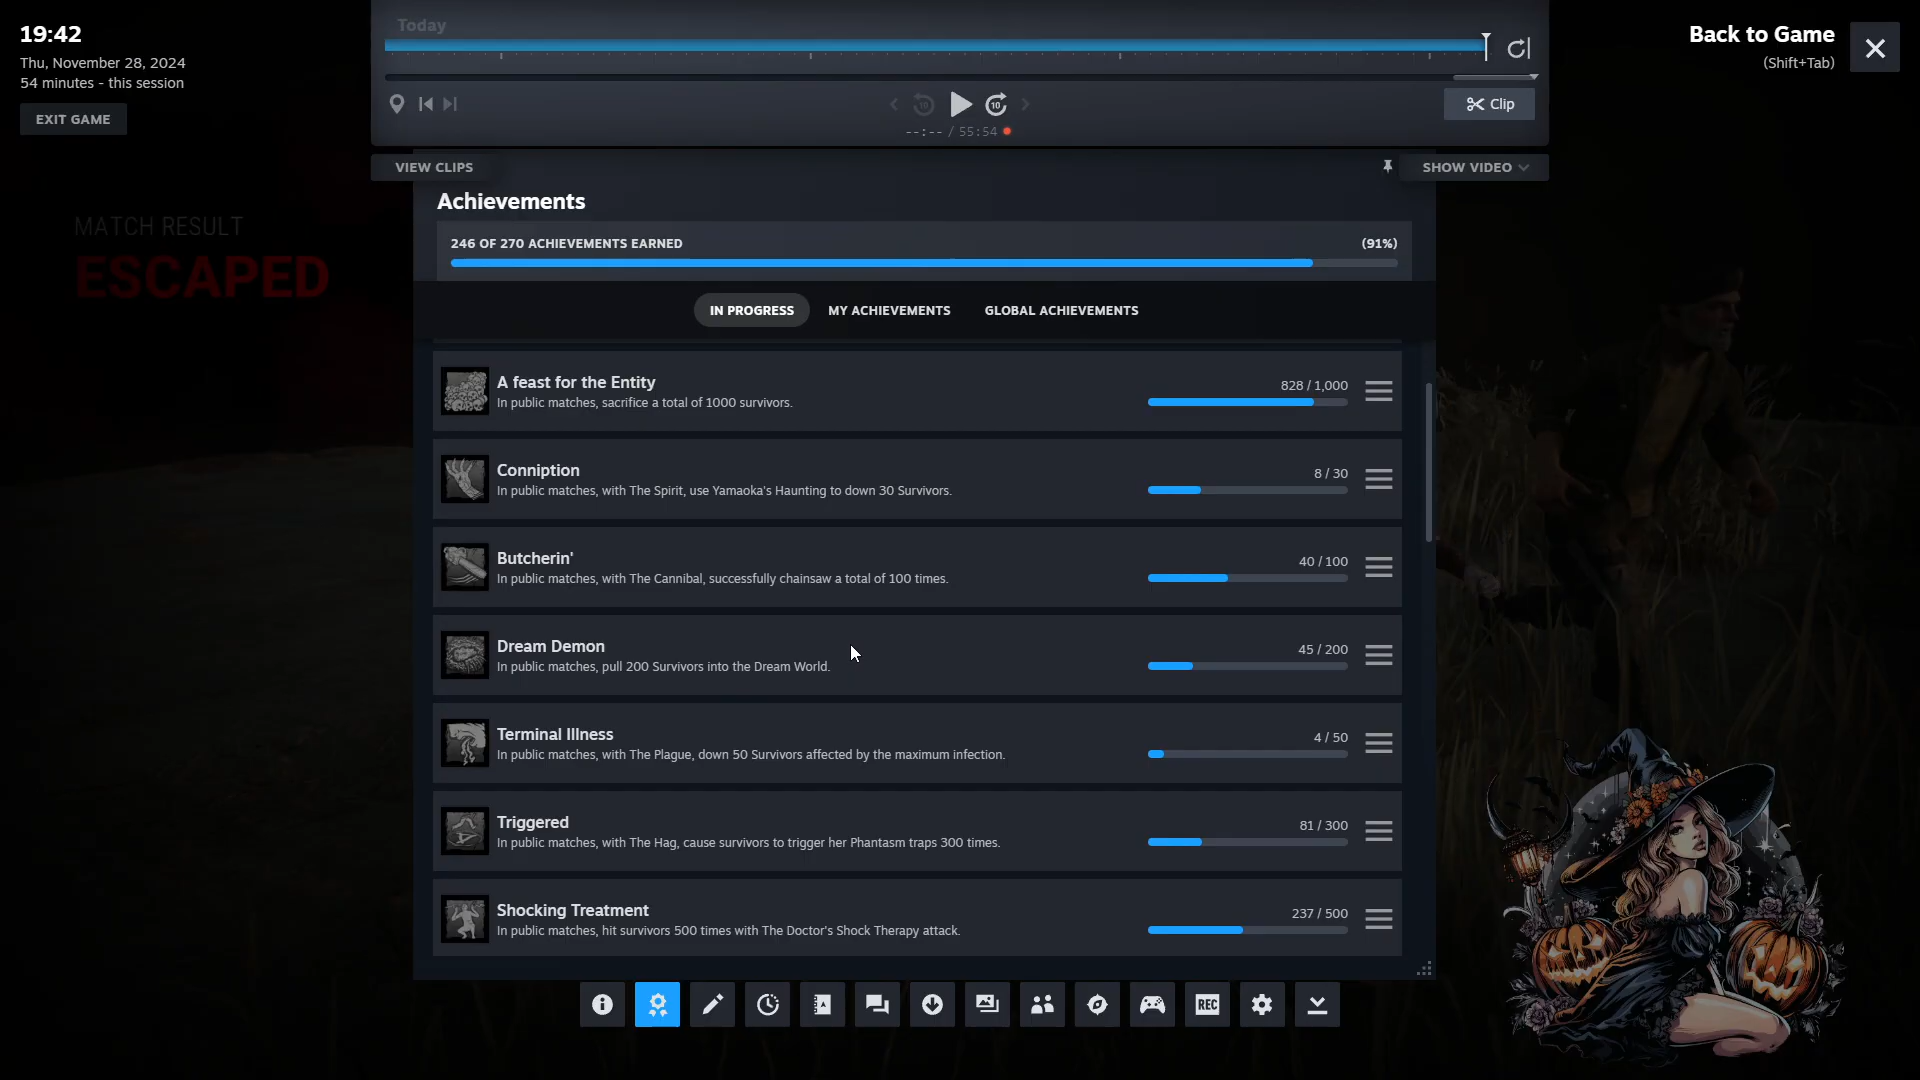 19:42
Thu, November 28, 2024
54 minutes - this session
EXIT GAME
Today
10
10
--:-- / 55:54
Clip
Back to Game
(Shift+Tab)
VIEW CLIPS
SHOW VIDEO
MATCH RESULT
ESCAPED
Achievements
246 OF 270 ACHIEVEMENTS EARNED
(91%)
IN PROGRESS
MY ACHIEVEMENTS
GLOBAL ACHIEVEMENTS
A feast for the Entity
In public matches, sacrifice a total of 1000 survivors.
828 / 1,000
Conniption
In public matches, with The Spirit, use Yamaoka's Haunting to down 30 Survivors.
8 / 30
Butcherin'
In public matches, with The Cannibal, successfully chainsaw a total of 100 times.
40 / 100
Dream Demon
In public matches, pull 200 Survivors into the Dream World.
45 / 200
Terminal Illness
In public matches, with The Plague, down 50 Survivors affected by the maximum infection.
4 / 50
Triggered
In public matches, with The Hag, cause survivors to trigger her Phantasm traps 300 times.
81 / 300
Shocking Treatment
In public matches, hit survivors 500 times with The Doctor's Shock Therapy attack.
237 / 500
REC